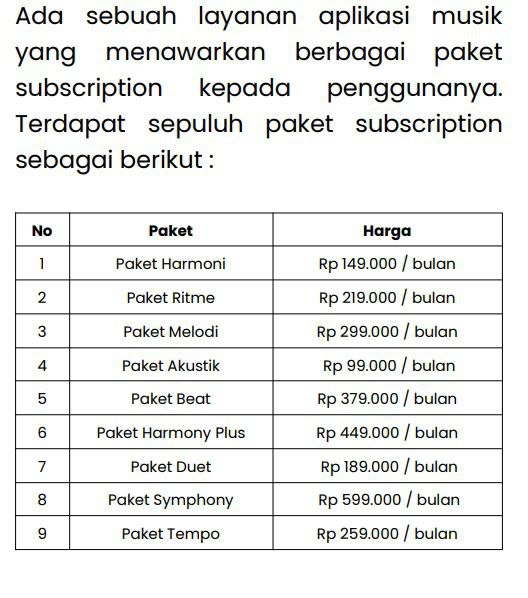 Ada sebuah layanan aplikasi musik
yang menawarkan berbagai paket
subscription kepada penggunanya.
Terdapat sepuluh paket subscription
sebagai berikut :
No Paket Harga
1 Paket Harmoni Rp 149.000 / bulan
2 Paket Ritme Rp 219.000 / bulan
3 Paket Melodi Rp 299.000 / bulan
4 Paket Akustik Rp 99.000 / bulan
5 Paket Beat Rp 379.000 / bulan
6 Paket Harmony Plus Rp 449.000 / bulan
7 Paket Duet Rp 189.000 / bulan
8 Paket Symphony Rp 599.000 / bulan
9 Paket Tempo Rp 259.000 / bulan